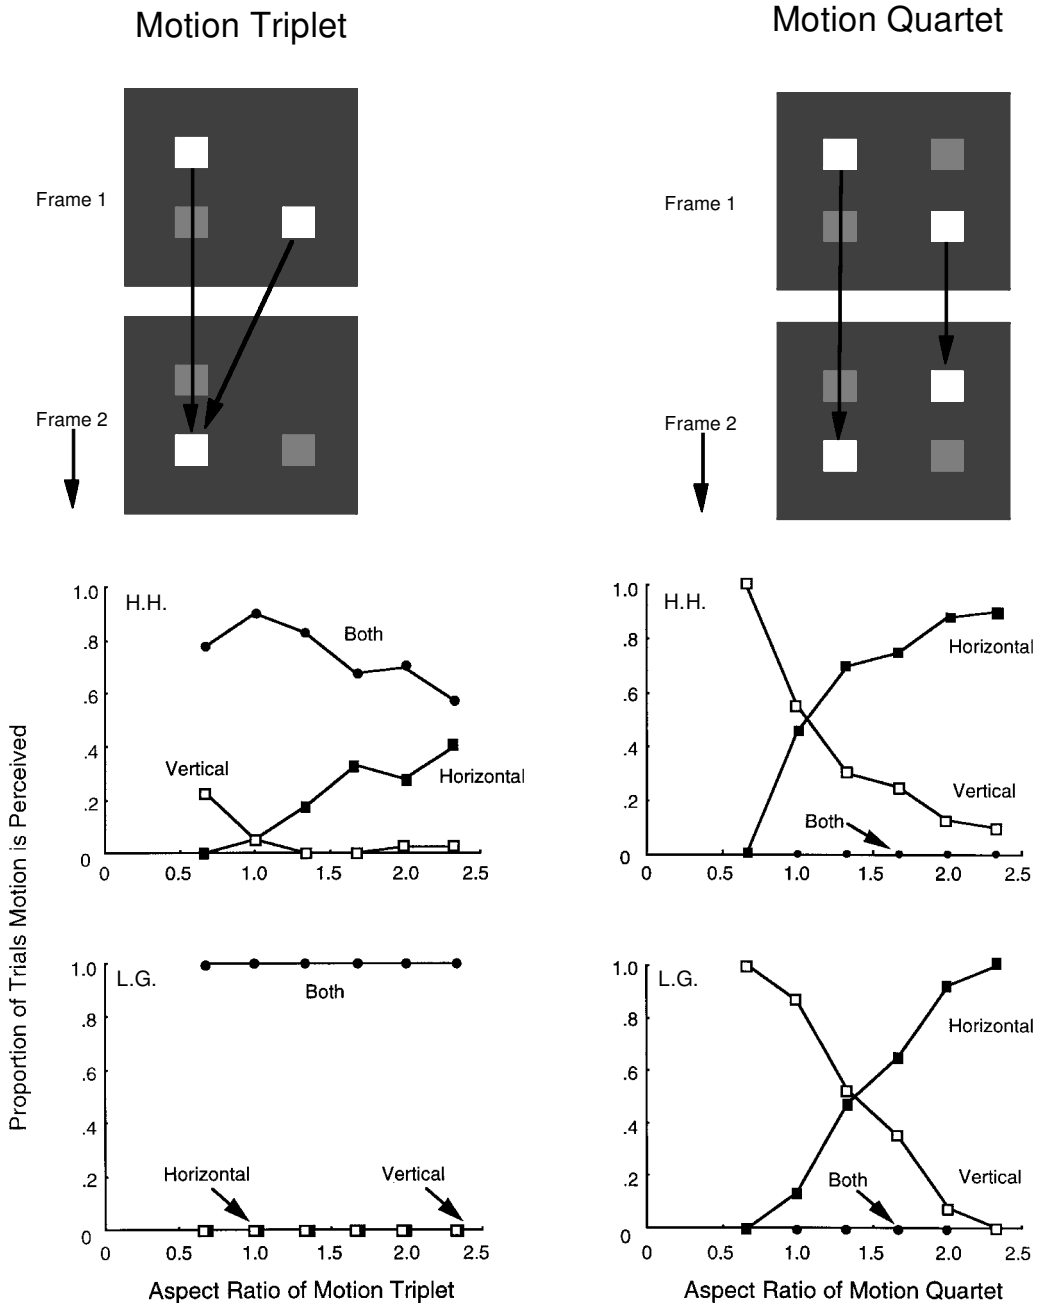 Motion Triplet
Motion Quartet
Frame 1
Frame 2
Frame 1
Frame 2
Proportion of Trials Motion is Perceived
H.H.
1.0
.8
.6
.4
.2
0
Both
Vertical
Horizontal
0 0.5 1.0 1.5 2.0 2.5
H.H.
1.0
.8
.6
.4
.2
0
Horizontal
Vertical
Both
0 0.5 1.0 1.5 2.0 2.5
L.G.
1.0
.8
.6
.4
.2
0
Both
Horizontal
Vertical
0 0.5 1.0 1.5 2.0 2.5
Aspect Ratio of Motion Triplet
L.G.
1.0
.8
.6
.4
.2
0
Horizontal
Vertical
Both
0 0.5 1.0 1.5 2.0 2.5
Aspect Ratio of Motion Quartet